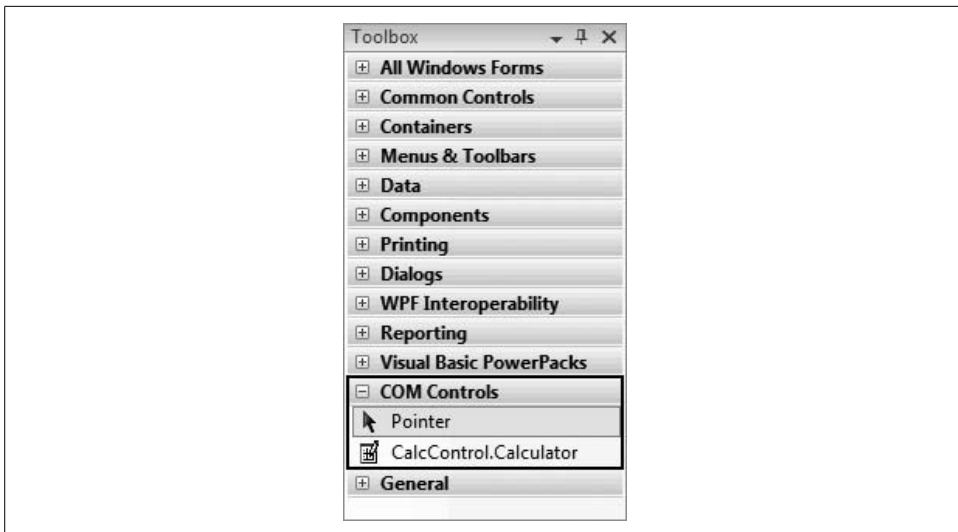 Toolbox
All Windows Forms
Common Controls
Containers
Menus & Toolbars
Data
Components
Printing
Dialogs
WPF Interoperability
Reporting
Visual Basic PowerPacks
COM Controls
Pointer
CalcControl.Calculator
General